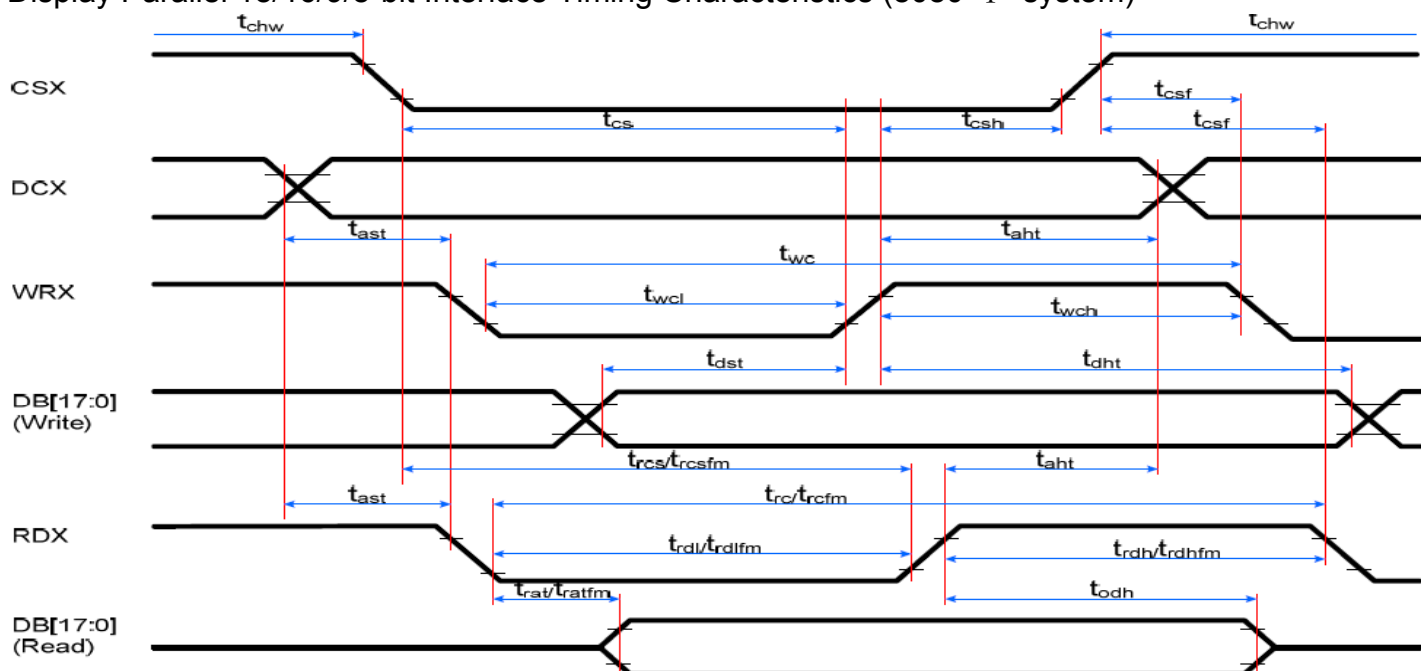 Display Parallel 18/16/9/8-bit Interface Timing Characteristics (8080-Ⅰ system)
tchw tchw
CSX
tcsf
tcs tcsh tcsf
DCX
tast taht
twc
WRX
twcl twch
tdst tdht
DB[17:0]
(Write)
trcs/trcsfm taht
tast trc/trcfm
RDX
trdl/trdlfm trdh/trdhfm
trat/tratfm todh
DB[17:0]
(Read)